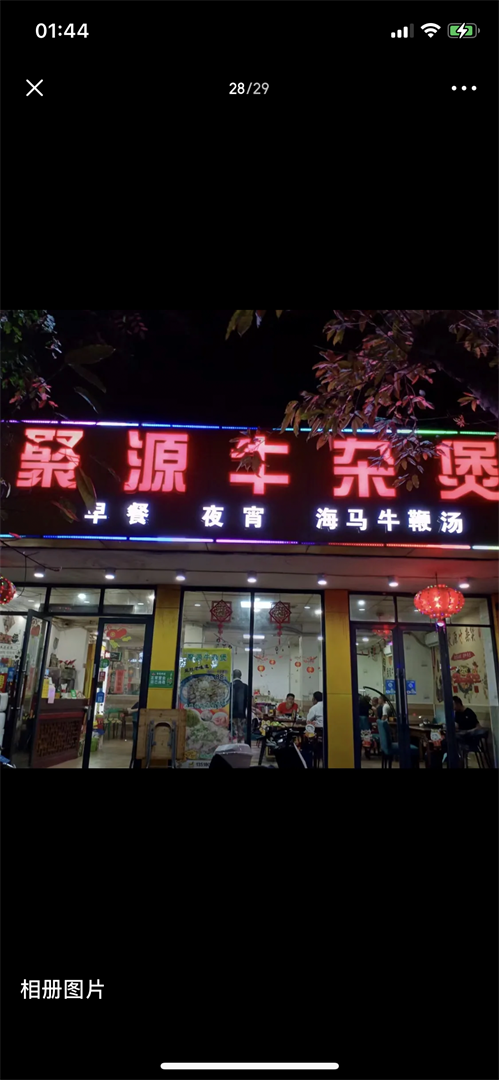 01:44
28/29
聚源牛杂煲
早餐 夜宵 海马牛鞭汤
相册图片